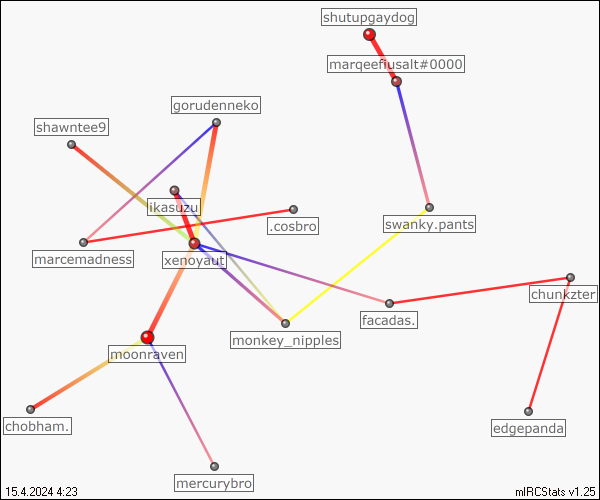 shutupgaydog
marqeefiusalt#0000
gorudenneko
shawntee9
ikasuzu
.cosbro
swanky.pants
marcemadness
xenoyaut
chunkzter
facadas.
monkey_nipples
moonraven
chobham.
edgepanda
mercurybro
15.4.2024 4:23
mIRCStats v1.25